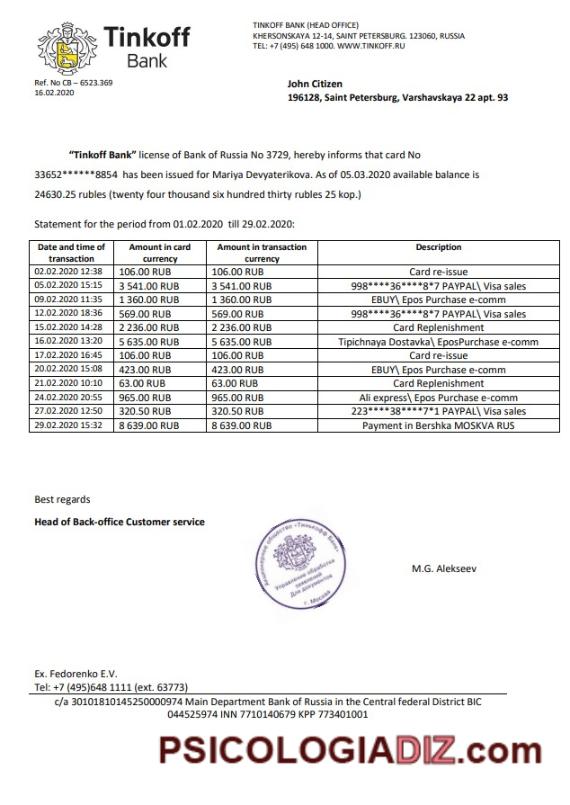 Tinkoff
Bank
TINKOFF BANK (HEAD OFFICE)
KHERSONSKAYA 12-14, SAINT PETERSBURG. 123060, RUSSIA
TEL: +7 (495) 648 1000. WWW.TINKOFF.RU
Ref. No CB – 6523.369
16.02.2020
John Citizen
196128, Saint Petersburg, Varshavskaya 22 apt. 93
"Tinkoff Bank" license of Bank of Russia No 3729, hereby informs that card No
33652******8854 has been issued for Mariya Devyaterikova. As of 05.03.2020 available balance is
24630.25 rubles (twenty four thousand six hundred thirty rubles 25 kop.)
Statement for the period from 01.02.2020 till 29.02.2020:
Date and time of transaction Amount in card currency Amount in transaction currency Description
02.02.2020 12:38 106.00 RUB 106.00 RUB Card re-issue
05.02.2020 15:15 3 541.00 RUB 3 541.00 RUB 998****36****8*7 PAYPAL\ Visa sales
09.02.2020 11:35 1 360.00 RUB 1 360.00 RUB EBUY\ Epos Purchase e-comm
12.02.2020 18:36 569.00 RUB 569.00 RUB 998****36****8*7 PAYPAL\ Visa sales
15.02.2020 14:28 2 236.00 RUB 2 236.00 RUB Card Replenishment
16.02.2020 13:20 5 635.00 RUB 5 635.00 RUB Tipichnaya Dostavka\ EposPurchase e-comm
17.02.2020 16:45 106.00 RUB 106.00 RUB Card re-issue
20.02.2020 15:08 423.00 RUB 423.00 RUB EBUY\ Epos Purchase e-comm
21.02.2020 10:10 63.00 RUB 63.00 RUB Card Replenishment
24.02.2020 20:55 965.00 RUB 965.00 RUB Ali express\ Epos Purchase e-comm
27.02.2020 12:50 320.50 RUB 320.50 RUB 223****38****7*1 PAYPAL\ Visa sales
29.02.2020 15:32 8 639.00 RUB 8 639.00 RUB Payment in Bershka MOSKVA RUS
Best regards
Head of Back-office Customer service
Акционерное общество «Тинькофф Банк»
Управление обработки
заявлений
Для документов
г. Москва
M.G. Alekseev
Ex. Fedorenko E.V.
Tel: +7 (495)648 1111 (ext. 63773)
c/a 30101810145250000974 Main Department Bank of Russia in the Central federal District BIC
044525974 INN 7710140679 KPP 773401001
PSICOLOGIADIZ.com